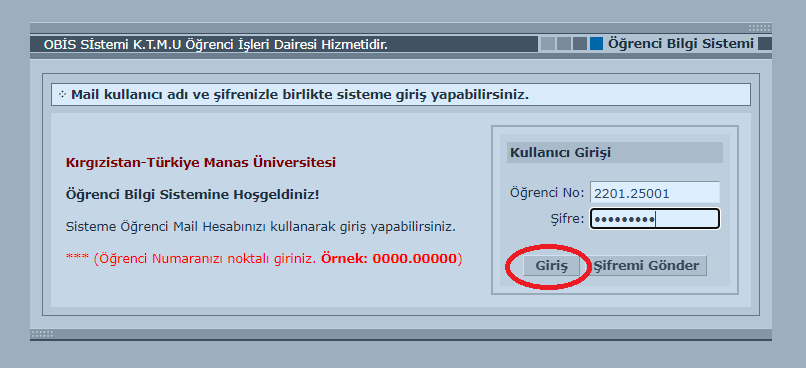 OBİS Sİstemi K.T.M.U Öğrenci İşleri Dairesi Hizmetidir.
Öğrenci Bilgi Sistemi
Mail kullanıcı adı ve şifrenizle birlikte sisteme giriş yapabilirsiniz.
Kırgızistan-Türkiye Manas Üniversitesi
Öğrenci Bilgi Sistemine Hoşgeldiniz!
Sisteme Öğrenci Mail Hesabınızı kullanarak giriş yapabilirsiniz.
*** (Öğrenci Numaranızı noktalı giriniz. Örnek: 0000.00000)
Kullanıcı Girişi
Öğrenci No: 2201.25001
Şifre: •••••••••
Giriş Şifremi Gönder